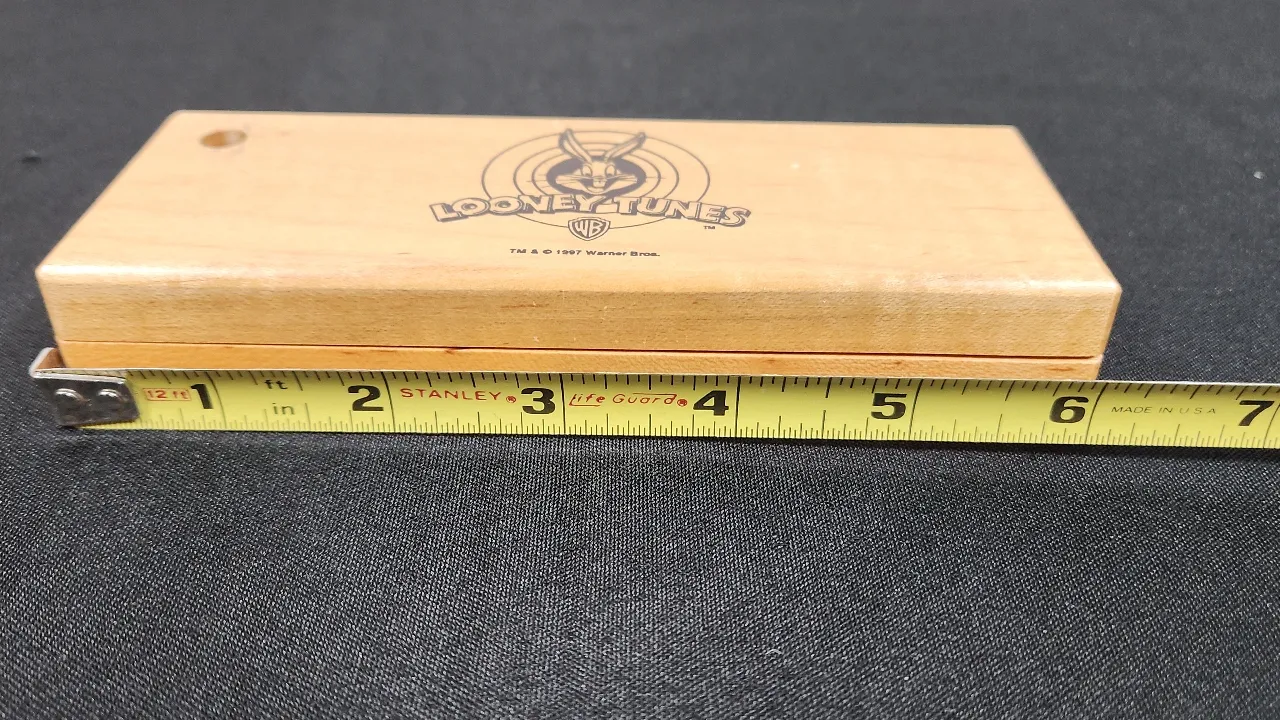 LOONEY TUNES
WB
TM
TM & © 1997 Warner Bros.
12 ft 1 ft in 2 STANLEY® 3 Life Guard® 4 5 6 MADE IN U S A 7